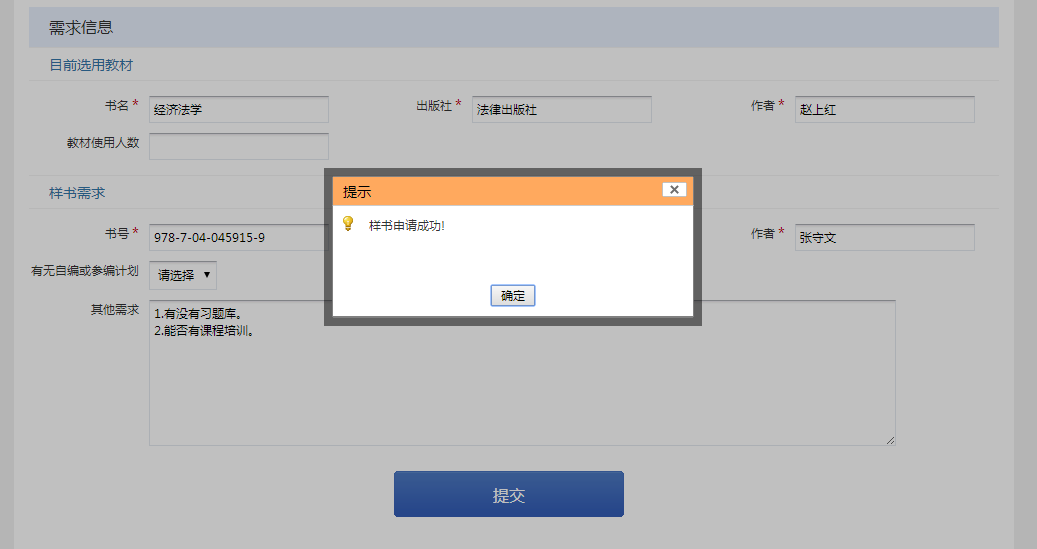 需求信息
目前选用教材
书名 * 经济法学 出版社 * 法律出版社 作者 * 赵上红
教材使用人数
样书需求
提示
样书申请成功!
确定
书号 * 978-7-04-045915-9 作者 * 张守文
有无自编或参编计划 请选择
其他需求 1.有没有习题库。
2.能否有课程培训。
提交